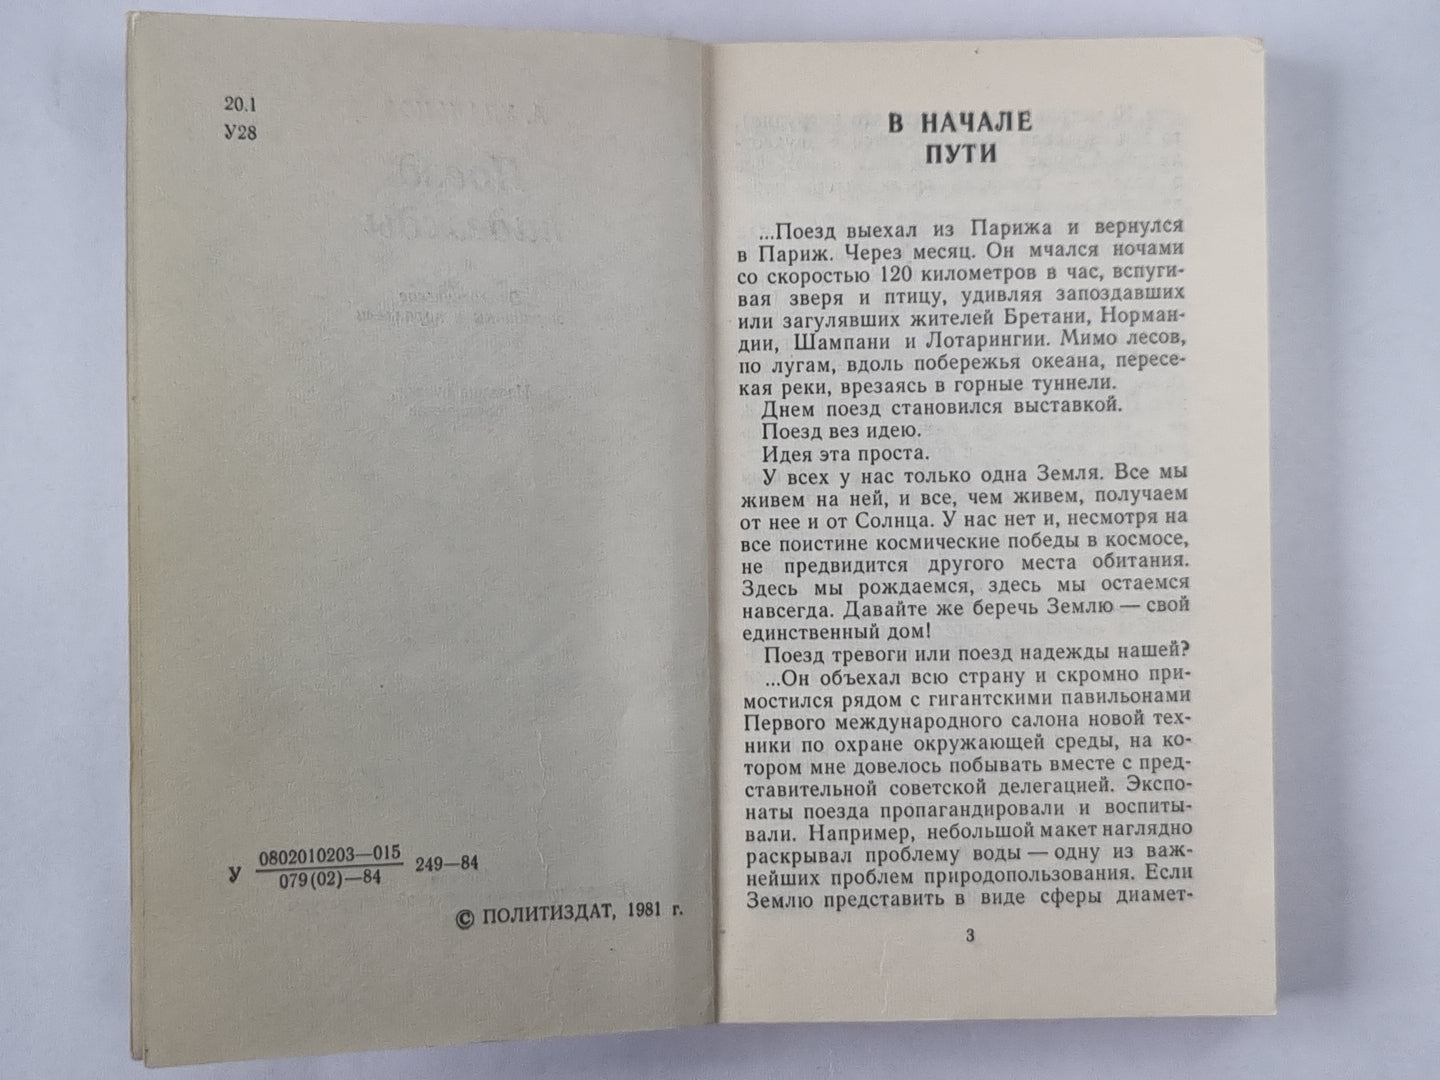 20.1
У28
У 0802010203—015 249—84
079(02)—84
© ПОЛИТИЗДАТ, 1981 г.
В НАЧАЛЕ
ПУТИ
...Поезд выехал из Парижа и вернулся
в Париж. Через месяц. Он мчался ночами
со скоростью 120 километров в час, вспуги-
вая зверя и птицу, удивляя запоздавших
или загулявших жителей Бретани, Норман-
дии, Шампани и Лотарингии. Мимо лесов,
по лугам, вдоль побережья океана, пересе-
кая реки, врезаясь в горные туннели.
Днем поезд становился выставкой.
Поезд вез идею.
Идея эта проста.
У всех у нас только одна Земля. Все мы
живем на ней, и все, чем живем, получаем
от нее и от Солнца. У нас нет и, несмотря на
все поистине космические победы в космосе,
не предвидится другого места обитания.
Здесь мы рождаемся, здесь мы остаемся
навсегда. Давайте же беречь Землю — свой
единственный дом!
Поезд тревоги или поезд надежды нашей?
...Он объехал всю страну и скромно при-
мостился рядом с гигантскими павильонами
Первого международного салона новой тех-
ники по охране окружающей среды, на ко-
тором мне довелось побывать вместе с пред-
ставительной советской делегацией. Экспо-
наты поезда пропагандировали и воспиты-
вали. Например, небольшой макет наглядно
раскрывал проблему воды — одну из важ-
нейших проблем природопользования. Если
Землю представить в виде сферы диамет-
3